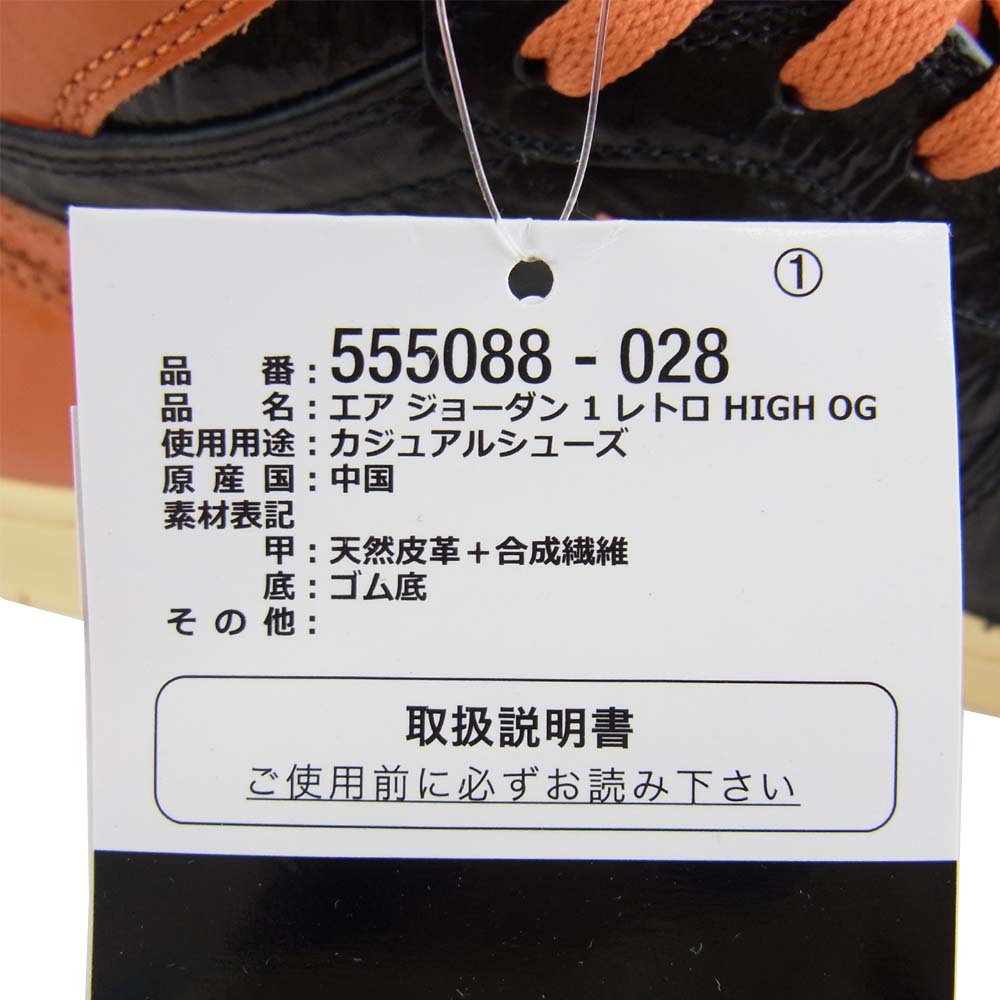 ①
品番:555088-028
品名:エア ジョーダン 1 レトロ HIGH OG
使用用途:カジュアルシューズ
原産国:中国
素材表記
甲:天然皮革+合成繊維
底:ゴム底
その他:
取扱説明書
ご使用前に必ずお読み下さい